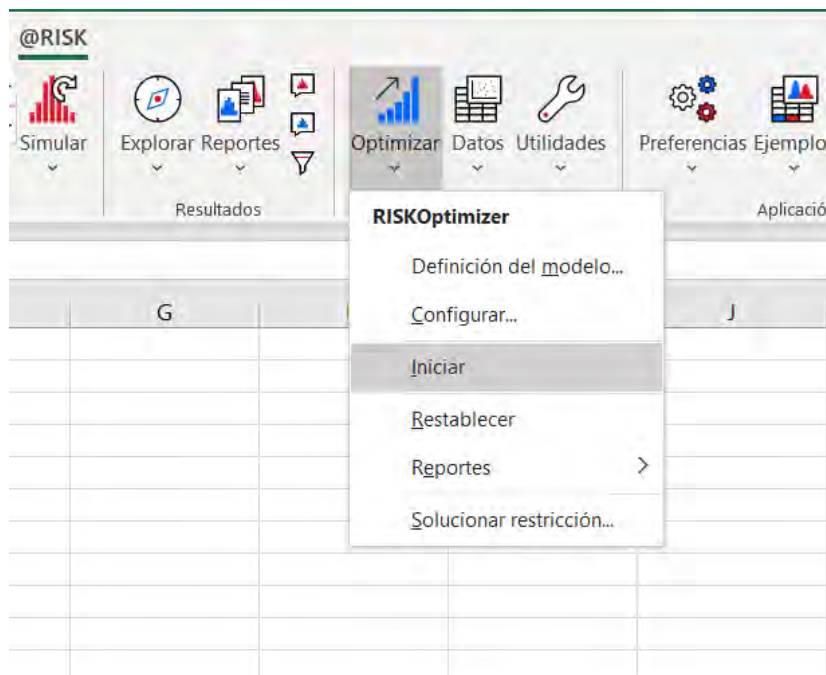 @RISK
Simular
Explorar
Reportes
Optimizar
Datos
Utilidades
Preferencias
Ejemplo
Resultados
Aplicació
RISKOptimizer
Definición del modelo...
Configurar...
Iniciar
Restablecer
Reportes
Solucionar restricción...
G
J